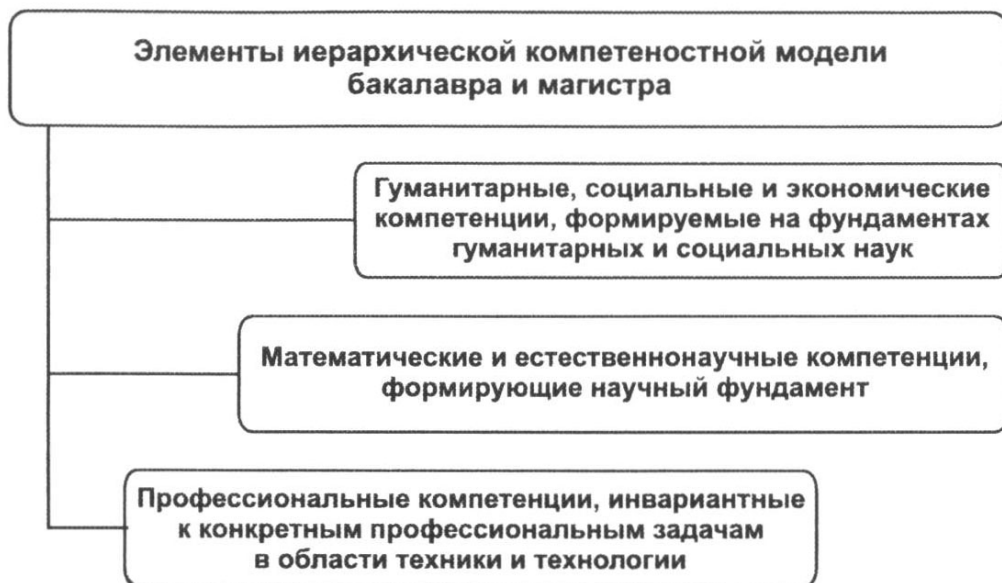 Элементы иерархической компетеностной модели
бакалавра и магистра
Гуманитарные, социальные и экономические
компетенции, формируемые на фундаментах
гуманитарных и социальных наук
Математические и естественнонаучные компетенции,
формирующие научный фундамент
Профессиональные компетенции, инвариантные
к конкретным профессиональным задачам
в области техники и технологии